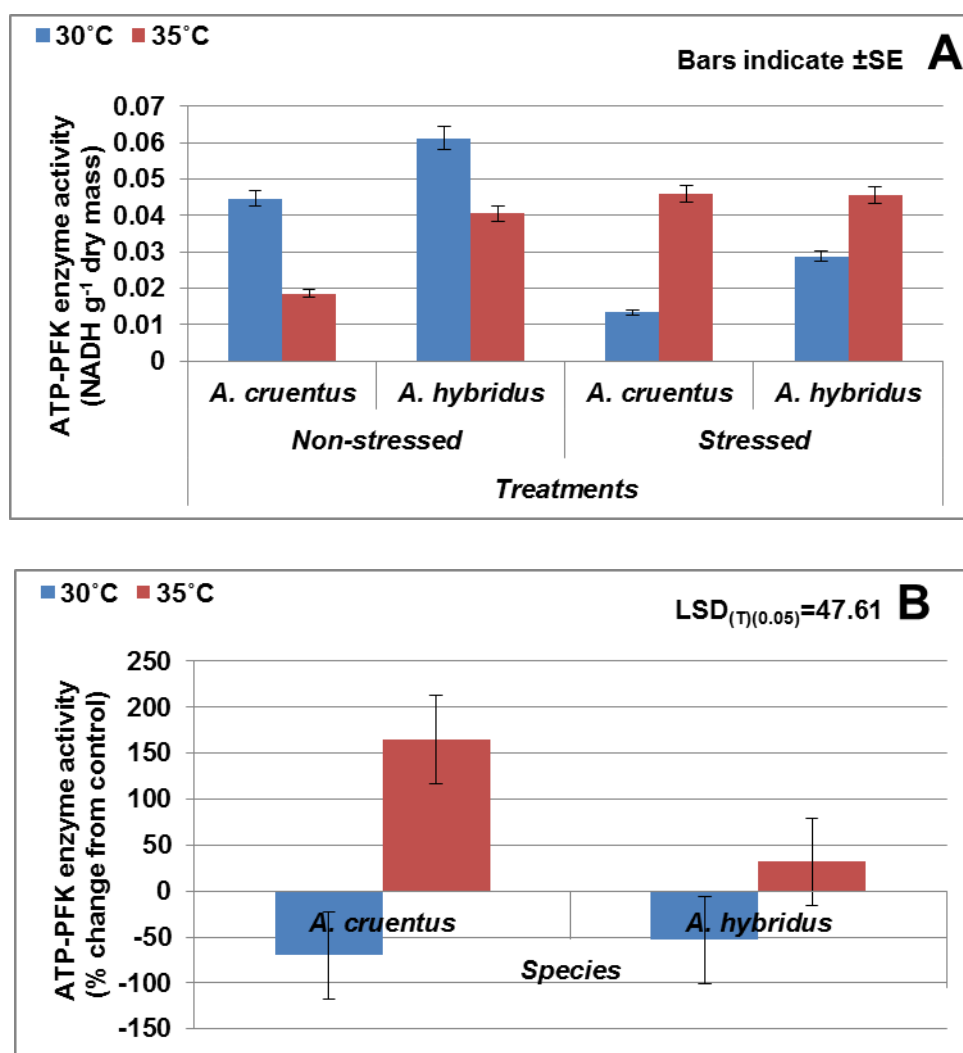 30˚C 35˚C
Bars indicate ±SE A
ATP-PFK enzyme activity
(NADH g⁻¹ dry mass)
0.07
0.06
0.05
0.04
0.03
0.02
0.01
0
A. cruentus A. hybridus A. cruentus A. hybridus
Non-stressed Stressed
Treatments
30˚C 35˚C
LSD(T)(0.05)=47.61 B
ATP-PFK enzyme activity
(% change from control)
250
200
150
100
50
0
-50
-100
-150
A. cruentus A. hybridus
Species